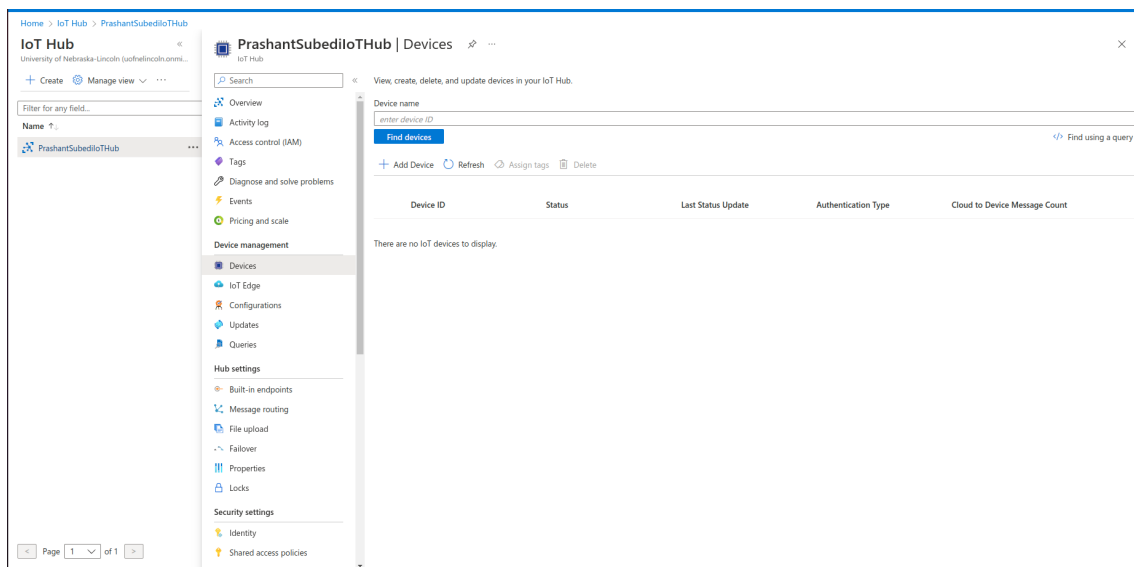 Home > IoT Hub > PrashantSubediIoTHub
IoT Hub
University of Nebraska-Lincoln (uofnelincoln.onmi...
Create Manage view ...
Filter for any field...
Name ↑↓
PrashantSubediIoTHub ...
Page 1 of 1
PrashantSubediIoTHub | Devices ...
IoT Hub
Search
Overview
Activity log
Access control (IAM)
Tags
Diagnose and solve problems
Events
Pricing and scale
Device management
Devices
IoT Edge
Configurations
Updates
Queries
Hub settings
Built-in endpoints
Message routing
File upload
Failover
Properties
Locks
Security settings
Identity
Shared access policies
View, create, delete, and update devices in your IoT Hub.
Device name
enter device ID
Find devices
</> Find using a query
Add Device Refresh Assign tags Delete
Device ID Status Last Status Update Authentication Type Cloud to Device Message Count
There are no IoT devices to display.